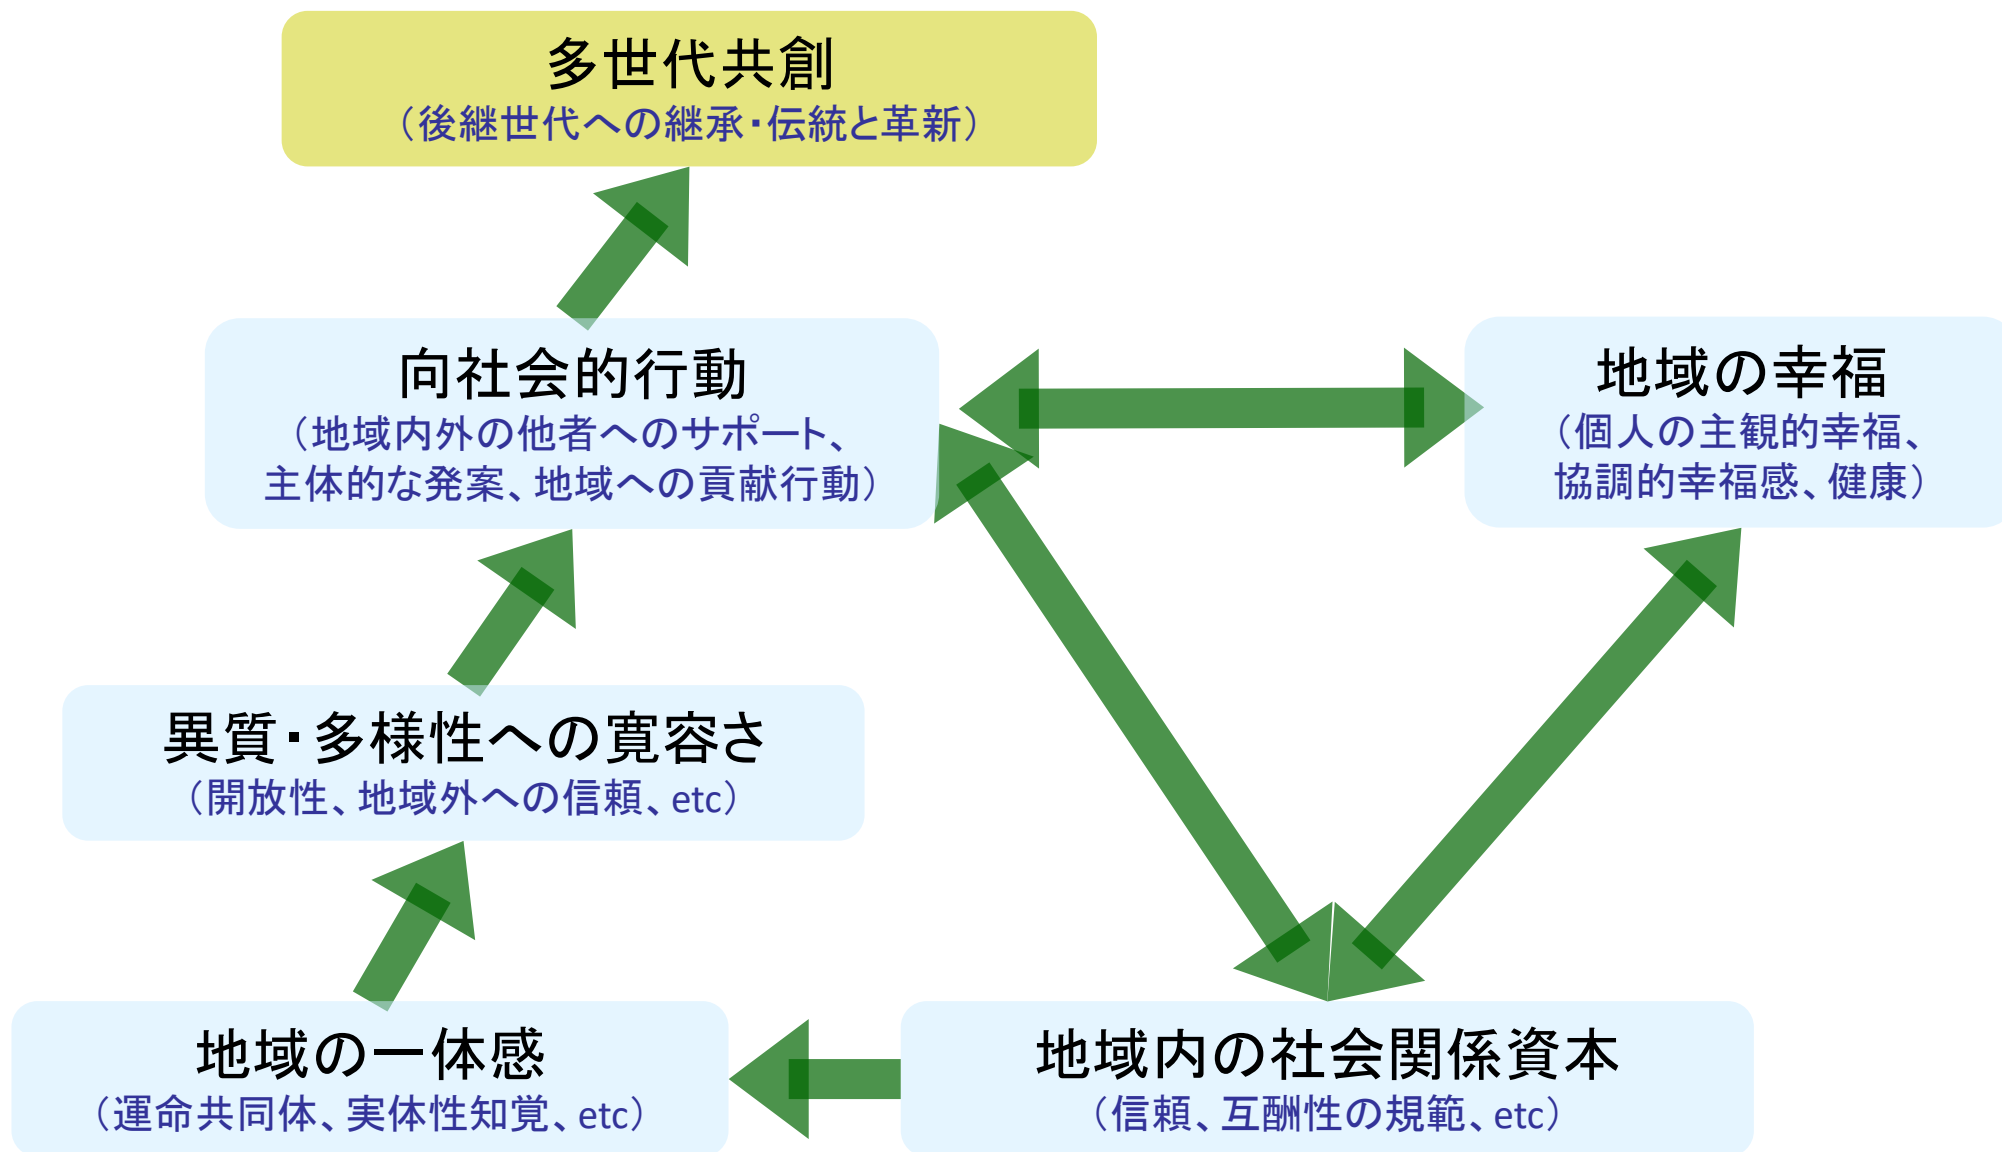 多世代共創
（後継世代への継承・伝統と革新）
向社会的行動
（地域内外の他者へのサポート、
主体的な発案、地域への貢献行動）
地域の幸福
（個人の主観的幸福、
協調的幸福感、健康）
異質・多様性への寛容さ
（開放性、地域外への信頼、etc）
地域の一体感
（運命共同体、実体性知覚、etc）
地域内の社会関係資本
（信頼、互酬性の規範、etc）